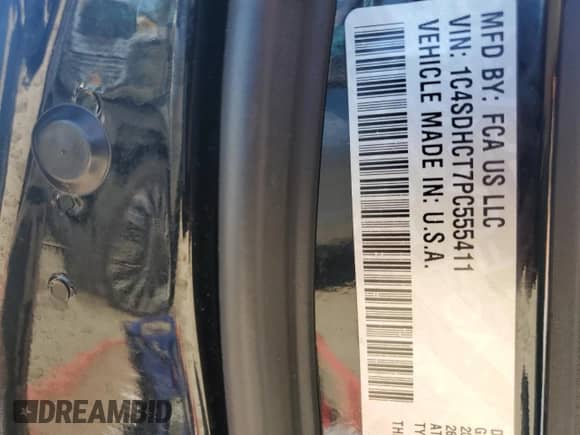 MFD BY: FCA US LLC
VIN: 1C4SDHCT7PC555411
VEHICLE MADE IN: U.S.A.
DREAMBID